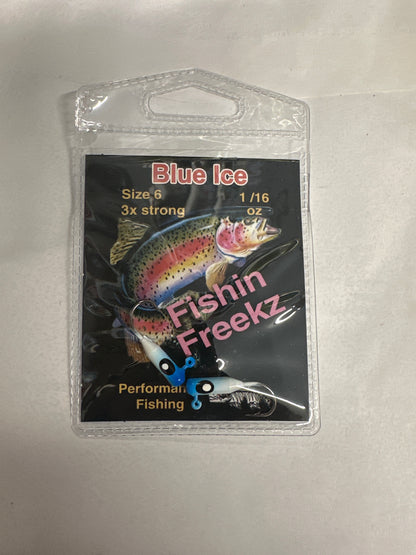 Blue Ice
Size 6 1 /16
3x strong oz
Fishin
Freekz
Performan
Fishing